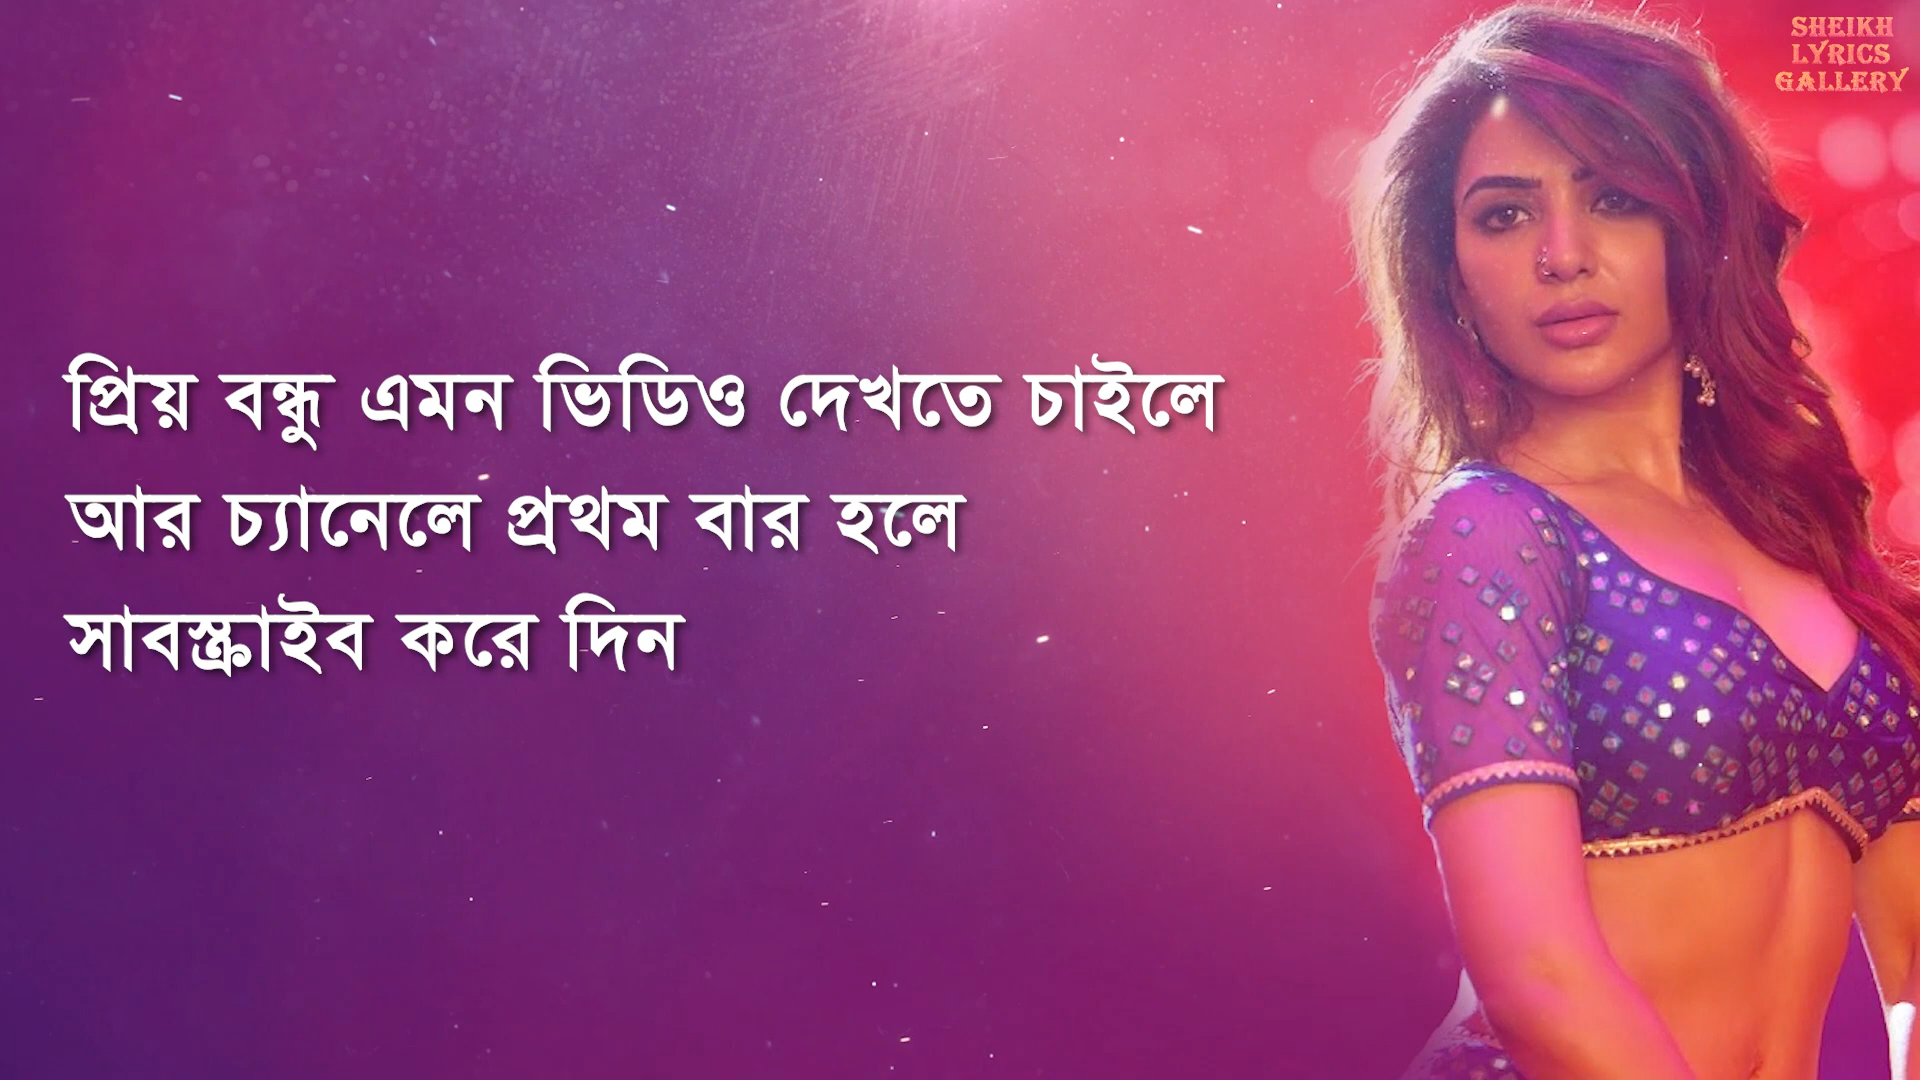 SHEIKH
LYRICS
GALLERY
প্রিয় বন্ধু এমন ভিডিও দেখতে চাইলে
আর চ্যানেলে প্রথম বার হলে
সাবস্ক্রাইব করে দিন